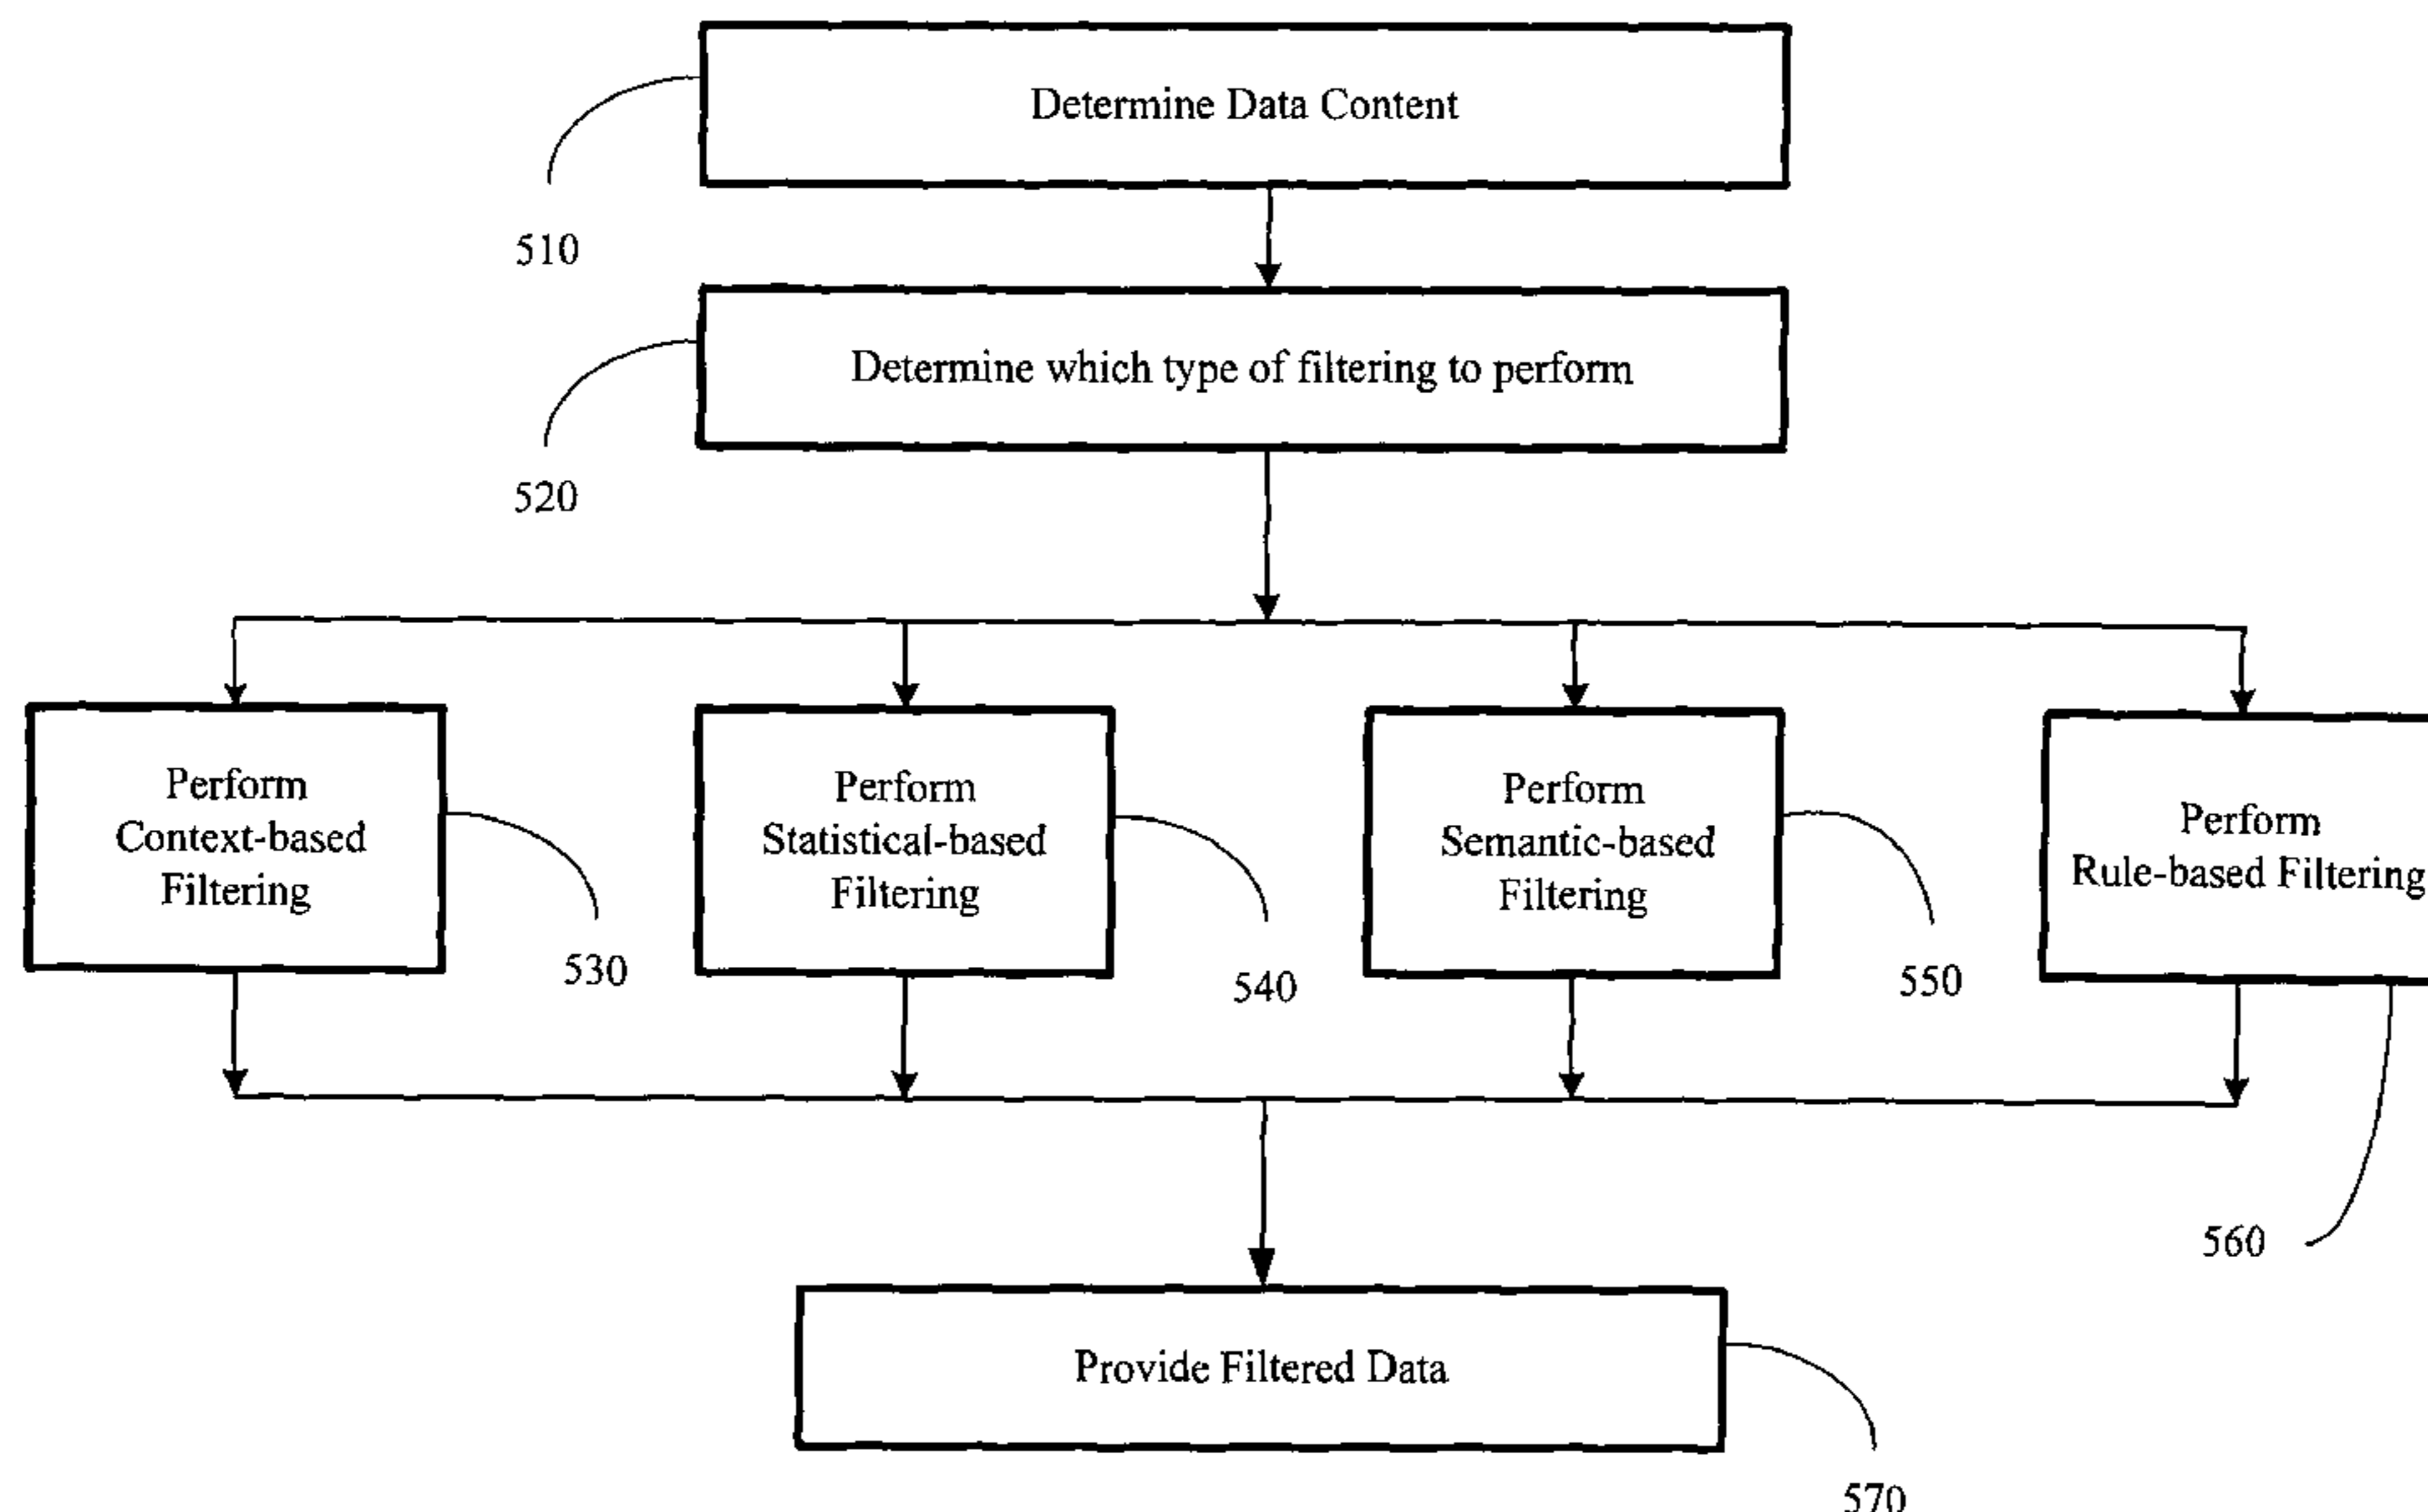 Determine Data Content
510
Determine which type of filtering to perform
520
Perform
Context-based
Filtering
530
Perform
Statistical-based
Filtering
540
Perform
Semantic-based
Filtering
550
Perform
Rule-based Filtering
560
Provide Filtered Data
570